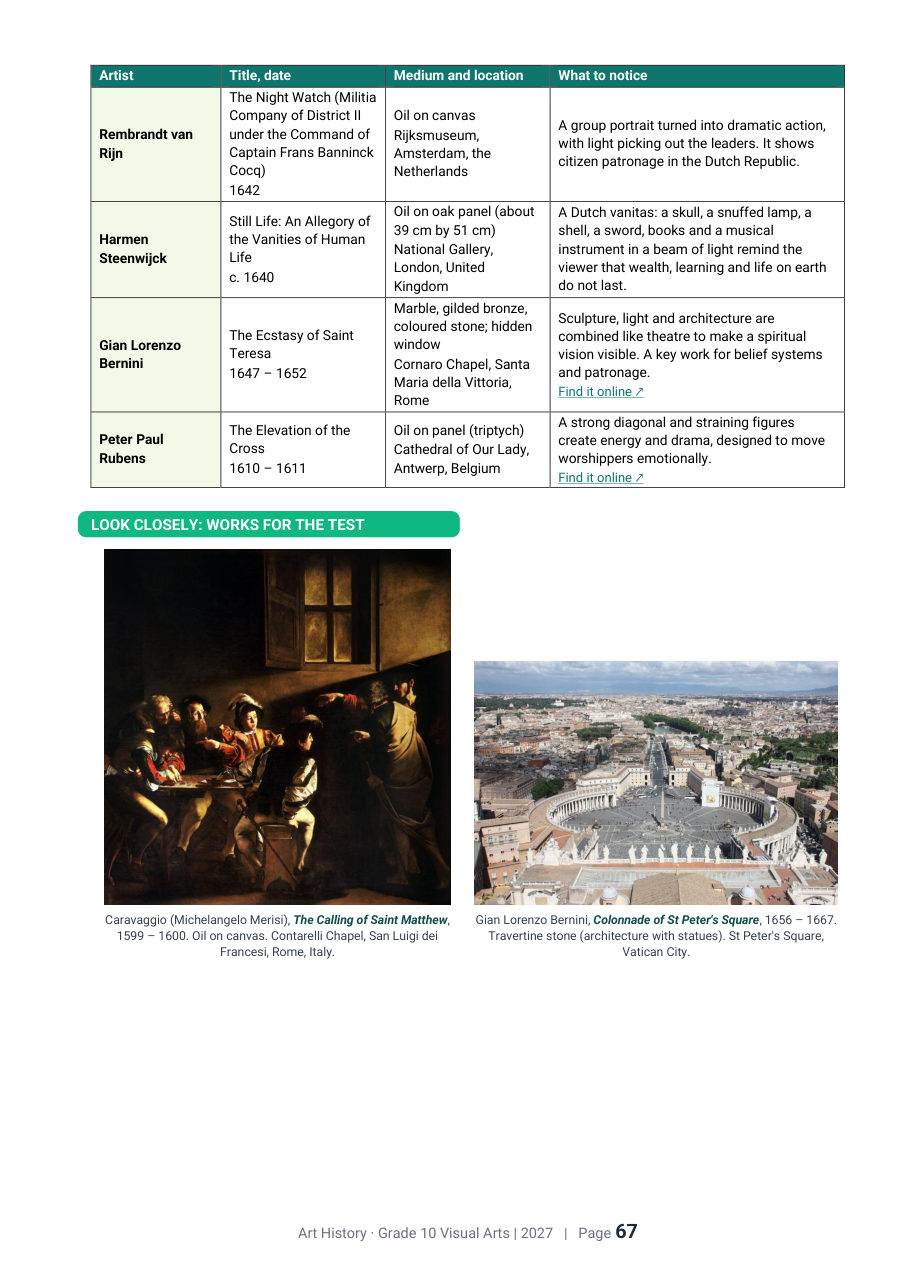 Artist Title, date Medium and location What to notice
Rembrandt van
Rijn
The Night Watch (Militia
Company of District II
under the Command of
Captain Frans Banninck
Cocq)
1642
Oil on canvas
Rijksmuseum,
Amsterdam, the
Netherlands
A group portrait turned into dramatic action,
with light picking out the leaders. It shows
citizen patronage in the Dutch Republic.
Harmen
Steenwijck
Still Life: An Allegory of
the Vanities of Human
Life
c. 1640
Oil on oak panel (about
39 cm by 51 cm)
National Gallery,
London, United
Kingdom
A Dutch vanitas: a skull, a snuffed lamp, a
shell, a sword, books and a musical
instrument in a beam of light remind the
viewer that wealth, learning and life on earth
do not last.
Gian Lorenzo
Bernini
The Ecstasy of Saint
Teresa
1647 – 1652
Marble, gilded bronze,
coloured stone; hidden
window
Cornaro Chapel, Santa
Maria della Vittoria,
Rome
Sculpture, light and architecture are
combined like theatre to make a spiritual
vision visible. A key work for belief systems
and patronage.
Find it online ↗
Peter Paul
Rubens
The Elevation of the
Cross
1610 – 1611
Oil on panel (triptych)
Cathedral of Our Lady,
Antwerp, Belgium
A strong diagonal and straining figures
create energy and drama, designed to move
worshippers emotionally.
Find it online ↗
LOOK CLOSELY: WORKS FOR THE TEST
Caravaggio (Michelangelo Merisi), The Calling of Saint Matthew,
1599 – 1600. Oil on canvas. Contarelli Chapel, San Luigi dei
Francesi, Rome, Italy.
Gian Lorenzo Bernini, Colonnade of St Peter's Square, 1656 – 1667.
Travertine stone (architecture with statues). St Peter's Square,
Vatican City.
Art History · Grade 10 Visual Arts | 2027 | Page 67